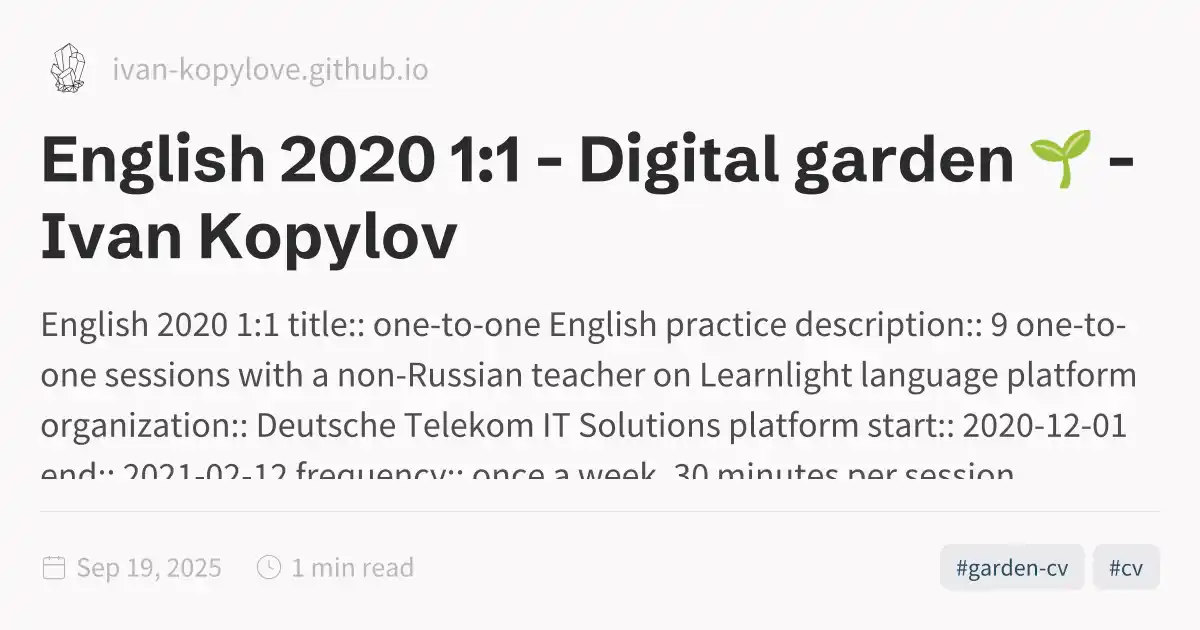 ivan-kopylove.github.io
English 2020 1:1 - Digital garden 🌱 -
Ivan Kopylov
English 2020 1:1 title:: one-to-one English practice description:: 9 one-to-
one sessions with a non-Russian teacher on Learnlight language platform
organization:: Deutsche Telekom IT Solutions platform start:: 2020-12-01
end:: 2021-02-12 frequency:: once a week, 30 minutes per session
Sep 19, 2025
1 min read
#garden-cv
#cv